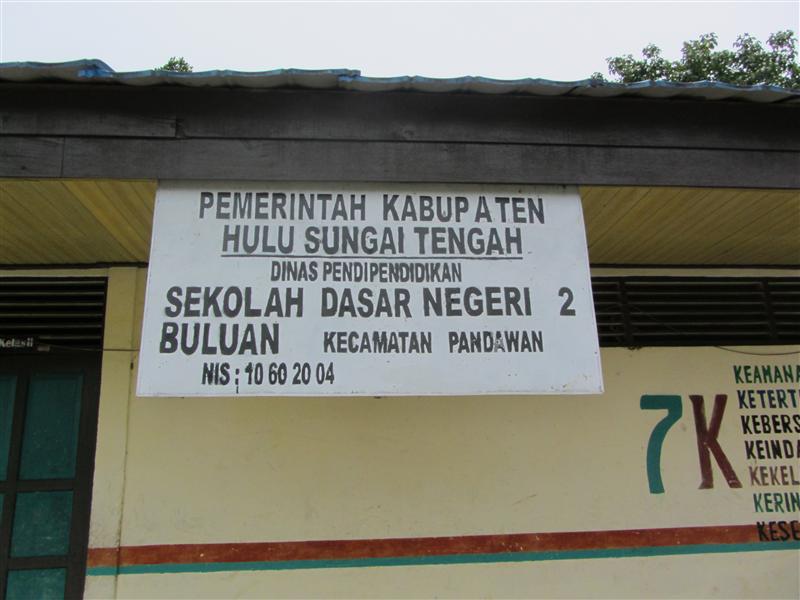 PEMERINTAH KABUPATEN
HULU SUNGAI TENGAH
DINAS PENDIPENDIDIKAN
SEKOLAH DASAR NEGERI 2
BULUAN KECAMATAN PANDAWAN
NIS : 10 60 20 04
7K
KEAMANA
KETERT
KEBERS
KEINDA
KEKEL
KERIN
KESE